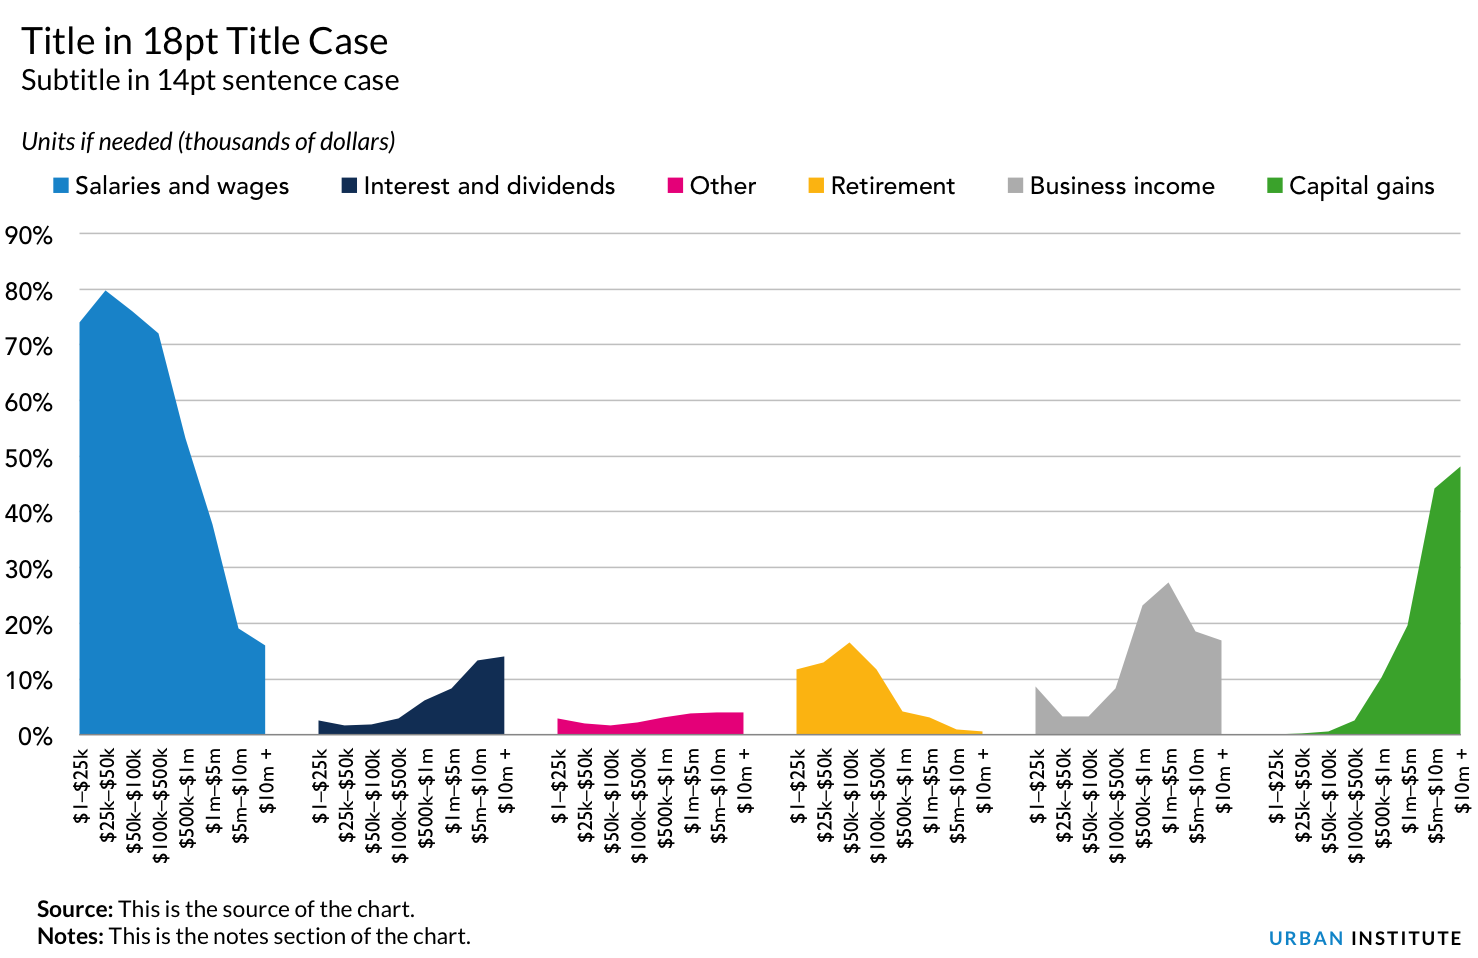 Title in 18pt Title Case
Subtitle in 14pt sentence case
Units if needed (thousands of dollars)
Salaries and wages Interest and dividends Other Retirement Business income Capital gains
90%
80%
70%
60%
50%
40%
30%
20%
10%
0%
$1–$25k $25k–$50k $50k–$100k $100k–$500k $500k–$1m $1m–$5m $5m–$10m $10m + $1–$25k $25k–$50k $50k–$100k $100k–$500k $500k–$1m $1m–$5m $5m–$10m $10m + $1–$25k $25k–$50k $50k–$100k $100k–$500k $500k–$1m $1m–$5m $5m–$10m $10m + $1–$25k $25k–$50k $50k–$100k $100k–$500k $500k–$1m $1m–$5m $5m–$10m $10m + $1–$25k $25k–$50k $50k–$100k $100k–$500k $500k–$1m $1m–$5m $5m–$10m $10m + $1–$25k $25k–$50k $50k–$100k $100k–$500k $500k–$1m $1m–$5m $5m–$10m $10m +
Source: This is the source of the chart.
Notes: This is the notes section of the chart.
URBAN INSTITUTE